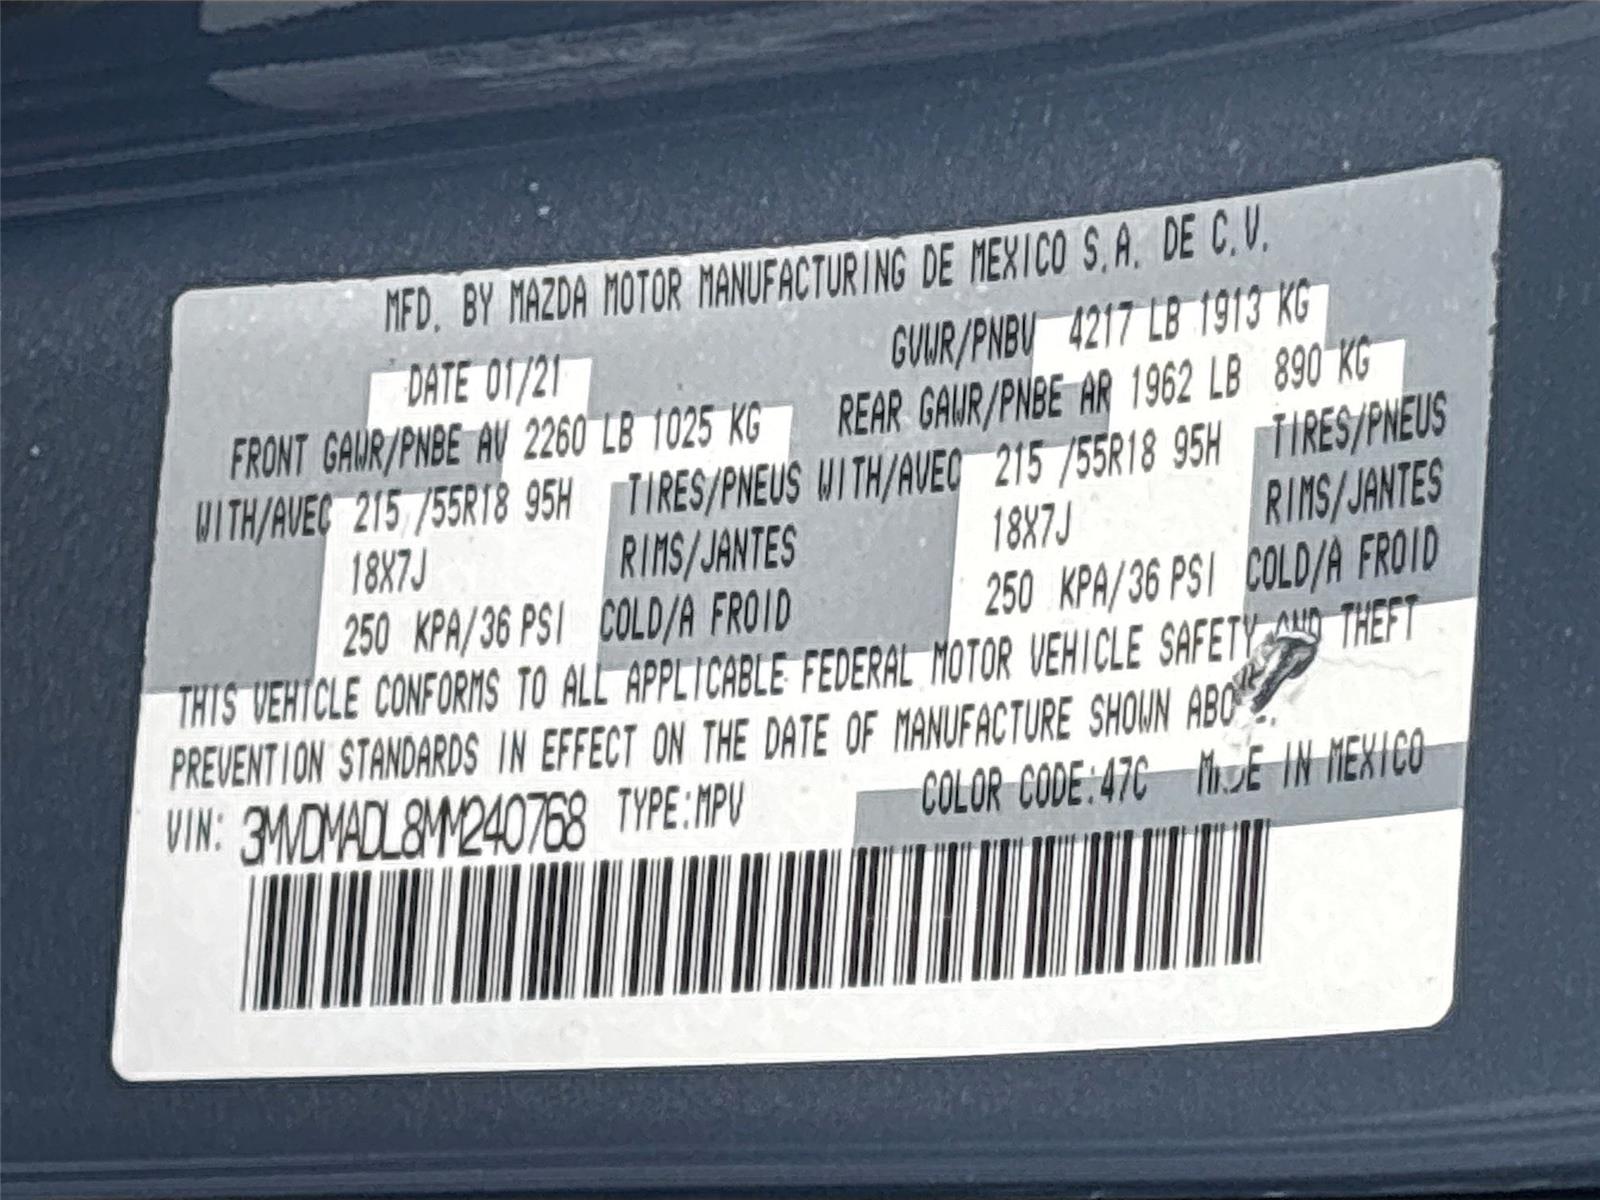 MFD. BY MAZDA MOTOR MANUFACTURING DE MEXICO S.A. DE C.V.
DATE 01/21 GVWR/PNBV 4217 LB 1913 KG
FRONT GAWR/PNBE AV 2260 LB 1025 KG REAR GAWR/PNBE AR 1962 LB 890 KG
WITH/AVEC 215 /55R18 95H TIRES/PNEUS WITH/AVEC 215 /55R18 95H TIRES/PNEUS
18X7J RIMS/JANTES 18X7J RIMS/JANTES
250 KPA/36 PSI COLD/A FROID 250 KPA/36 PSI COLD/A FROID
THIS VEHICLE CONFORMS TO ALL APPLICABLE FEDERAL MOTOR VEHICLE SAFETY AND THEFT
PREVENTION STANDARDS IN EFFECT ON THE DATE OF MANUFACTURE SHOWN
VIN: 3MVDMADL8MM240768 TYPE:MPV COLOR CODE:47C MADE IN MEXICO